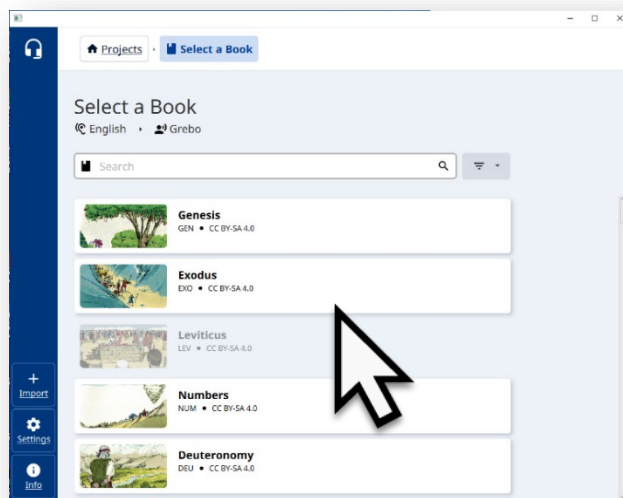 Projects
Select a Book
Select a Book
English
Grebo
Search
Genesis
GEN • CC BY-SA 4.0
Exodus
EXO • CC BY-SA 4.0
Leviticus
LEV • CC BY-SA 4.0
Numbers
NUM • CC BY-SA 4.0
Deuteronomy
DEU • CC BY-SA 4.0
Import
Settings
Info